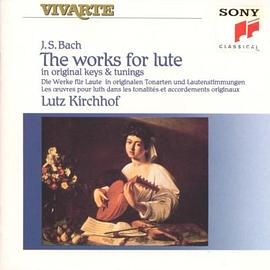 VIVARTE
SONY
CLASSICAL
J. S. Bach
The works for lute
in original keys & tunings
Die Werke für Laute in originalen Tonarten und Lautenstimmungen
Les œuvres pour luth dans les tonalités et accordements originaux
Lutz Kirchhof